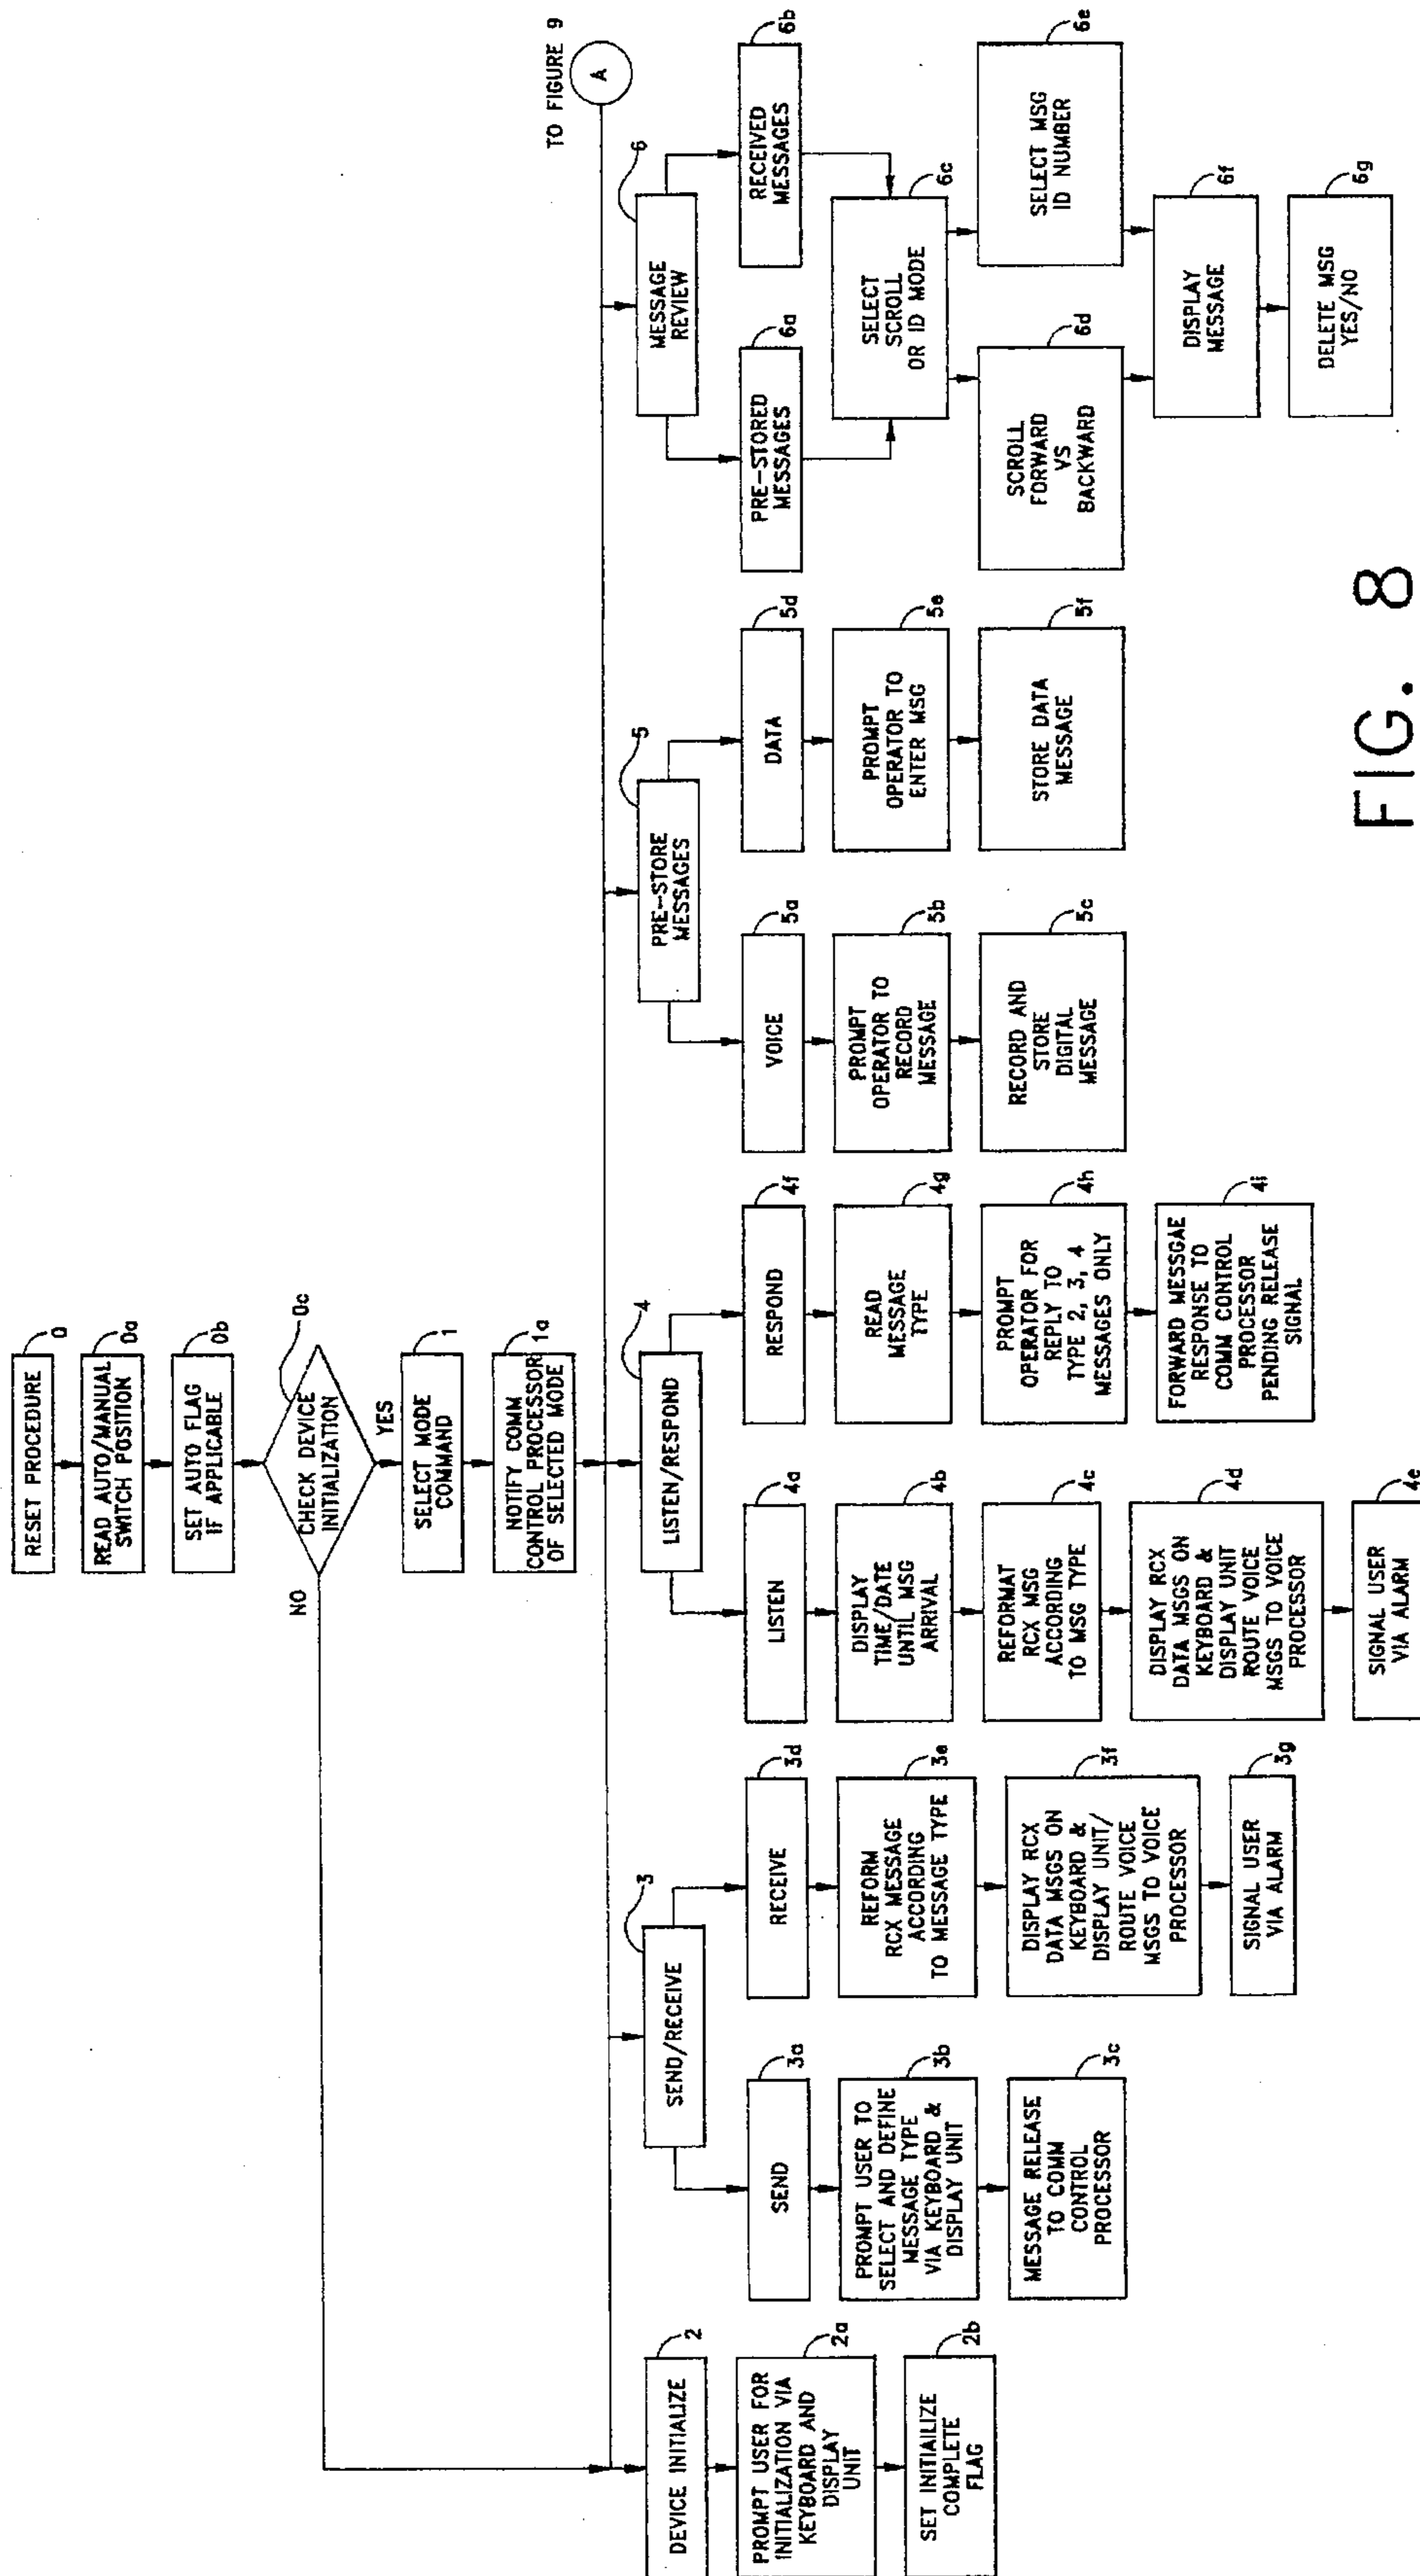 RESET PROCEDURE
0
READ AUTO/MANUAL
SWITCH POSITION
0a
SET AUTO FLAG
IF APPLICABLE
0b
CHECK DEVICE
INITIALIZATION
0c
NO
YES
SELECT MODE
COMMAND
1
NOTIFY COMM
CONTROL PROCESSOR
OF SELECTED MODE
1a
TO FIGURE 9
A
DEVICE INITIALIZE
2
PROMPT USER FOR
INITIALIZATION VIA
KEYBOARD AND
DISPLAY
UNIT
2a
SET INITIAILIZE
COMPLETE
FLAG
2b
SEND/RECEIVE
3
SEND
3a
PROMPT USER TO
SELECT AND DEFINE
MESSAGE TYPE
VIA KEYBOARD &
DISPLAY UNIT
3b
MESSAGE RELEASE
TO COMM
CONTROL
PROCESSOR
3c
RECEIVE
3d
REFORM
RCX MESSAGE
ACCORDING
TO MESSAGE TYPE
3e
DISPLAY RCX
DATA MSGS ON
KEYBOARD &
DISPLAY UNIT/
ROUTE VOICE
MSGS TO VOICE
PROCESSOR
3f
SIGNAL USER
VIA ALARM
3g
LISTEN/RESPOND
4
LISTEN
4a
DISPLAY
TIME/DATE
UNTIL MSG
ARRIVAL
4b
REFORMAT
RCX MSG
ACCORDING
TO MSG TYPE
4c
DISPLAY RCX
DATA MSGS ON
KEYBOARD &
DISPLAY UNIT
ROUTE VOICE
MSGS TO VOICE
PROCESSOR
4d
SIGNAL USER
VIA ALARM
4e
RESPOND
4f
READ
MESSAGE
TYPE
4g
PROMPT
OPERATOR FOR
REPLY TO
TYPE 2, 3, 4
MESSAGES ONLY
4h
FORWARD MESSGAE
RESPONSE TO
COMM CONTROL
PROCESSOR
PENDING RELEASE
SIGNAL
4i
PRE-STORE
MESSAGES
5
VOICE
5a
PROMPT
OPERATOR TO
RECORD
MESSAGE
5b
RECORD AND
STORE
DIGITAL
MESSAGE
5c
DATA
5d
PROMPT
OPERATOR TO
ENTER MSG
5e
STORE DATA
MESSAGE
5f
MESSAGE
REVIEW
6
PRE-STORED
MESSAGES
6a
RECEIVED
MESSAGES
6b
SELECT
SCROLL
OR ID MODE
6c
SCROLL
FORWARD
VS
BACKWARD
6d
SELECT MSG
ID NUMBER
6e
DISPLAY
MESSAGE
6f
DELETE MSG
YES/NO
6g
FIG. 8